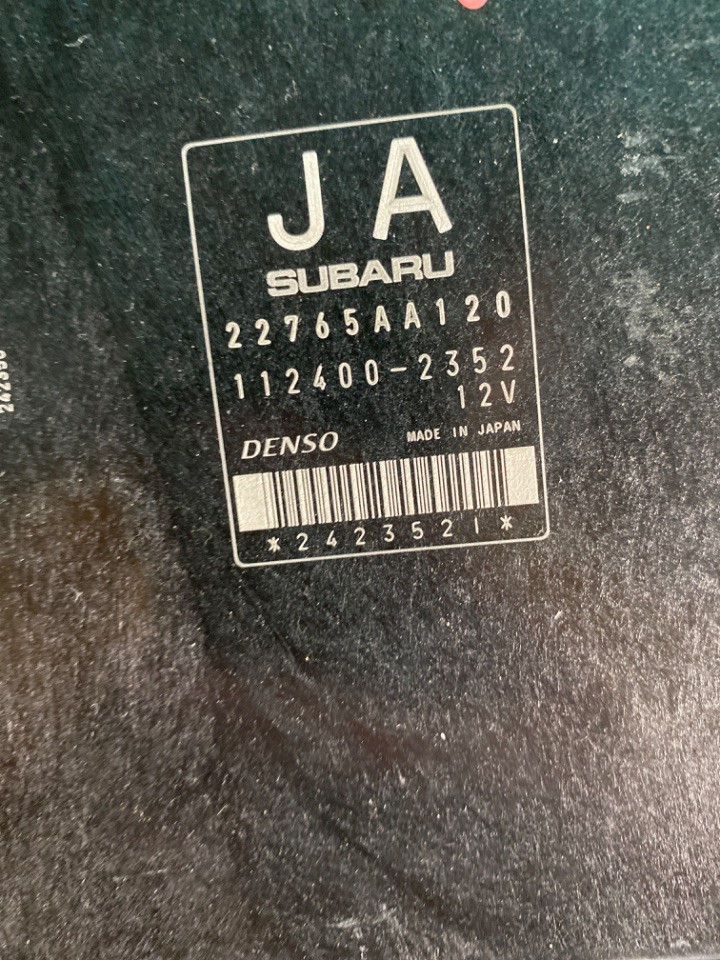 JA
SUBARU
22765AA120
112400-2352
12V
DENSO MADE IN JAPAN
*2423521*